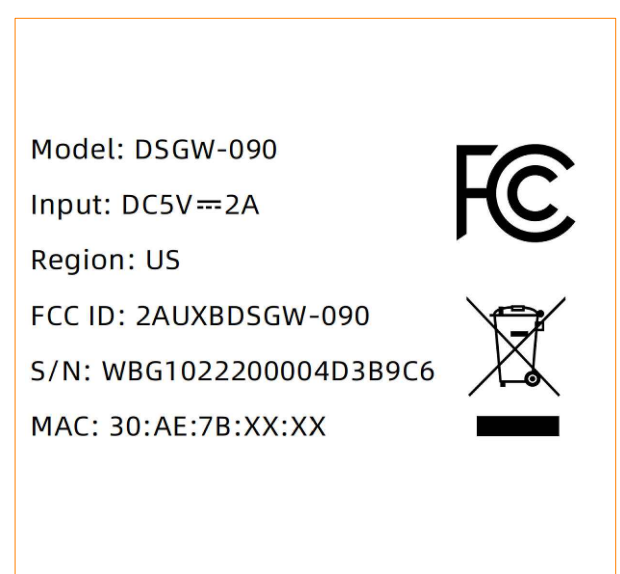 Model: DSGW-090
Input: DC5V⎓2A
Region: US
FCC ID: 2AUXBDSGW-090
S/N: WBG1022200004D3B9C6
MAC: 30:AE:7B:XX:XX
FC